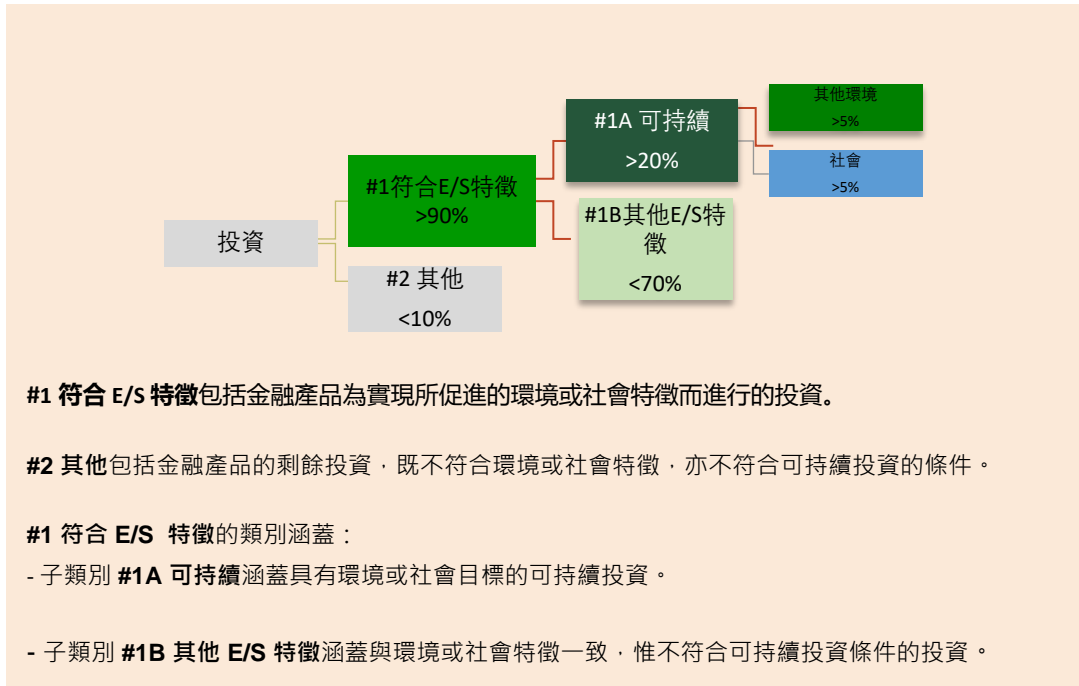 其他環境
>5%
#1A 可持續
>20%
社會
>5%
#1符合E/S特徵
>90%
#1B其他E/S特
徵
<70%
投資
#2 其他
<10%
#1 符合 E/S 特徵包括金融產品為實現所促進的環境或社會特徵而進行的投資。
#2 其他包括金融產品的剩餘投資，既不符合環境或社會特徵，亦不符合可持續投資的條件。
#1 符合 E/S 特徵的類別涵蓋：
- 子類別 #1A 可持續涵蓋具有環境或社會目標的可持續投資。
- 子類別 #1B 其他 E/S 特徵涵蓋與環境或社會特徵一致，惟不符合可持續投資條件的投資。